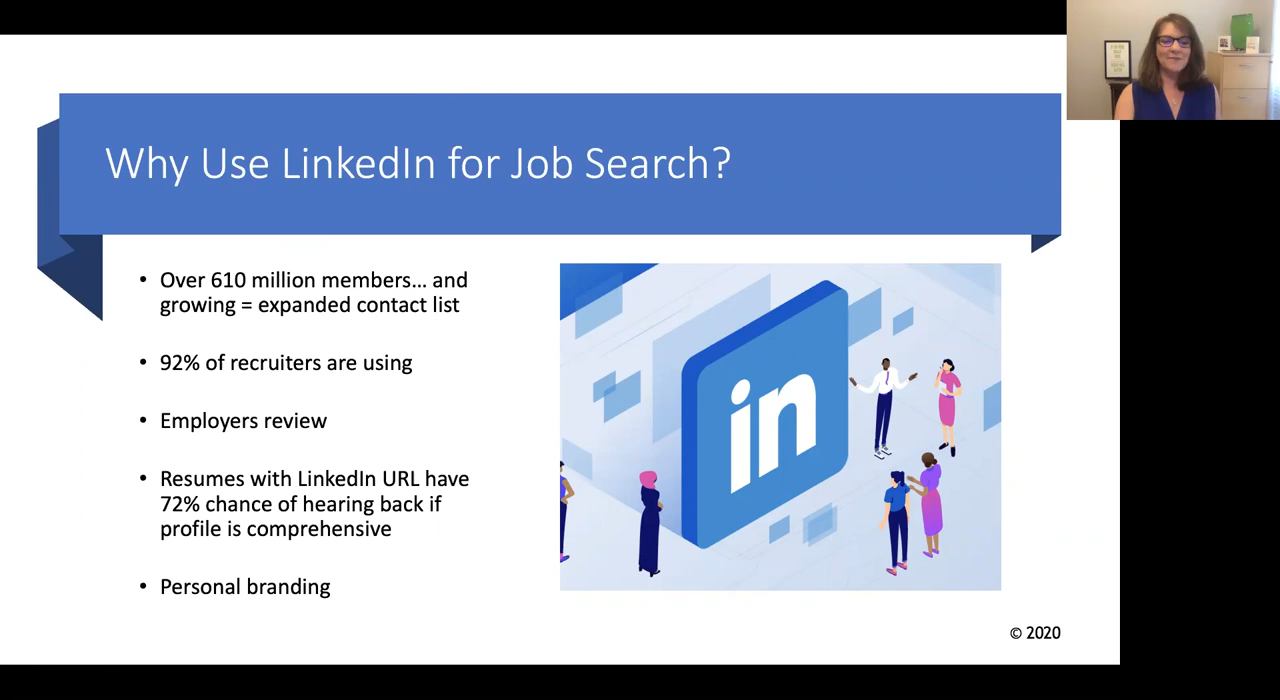 Why Use LinkedIn for Job Search?
• Over 610 million members... and
growing = expanded contact list
• 92% of recruiters are using
• Employers review
• Resumes with LinkedIn URL have
72% chance of hearing back if
profile is comprehensive
• Personal branding
in
© 2020